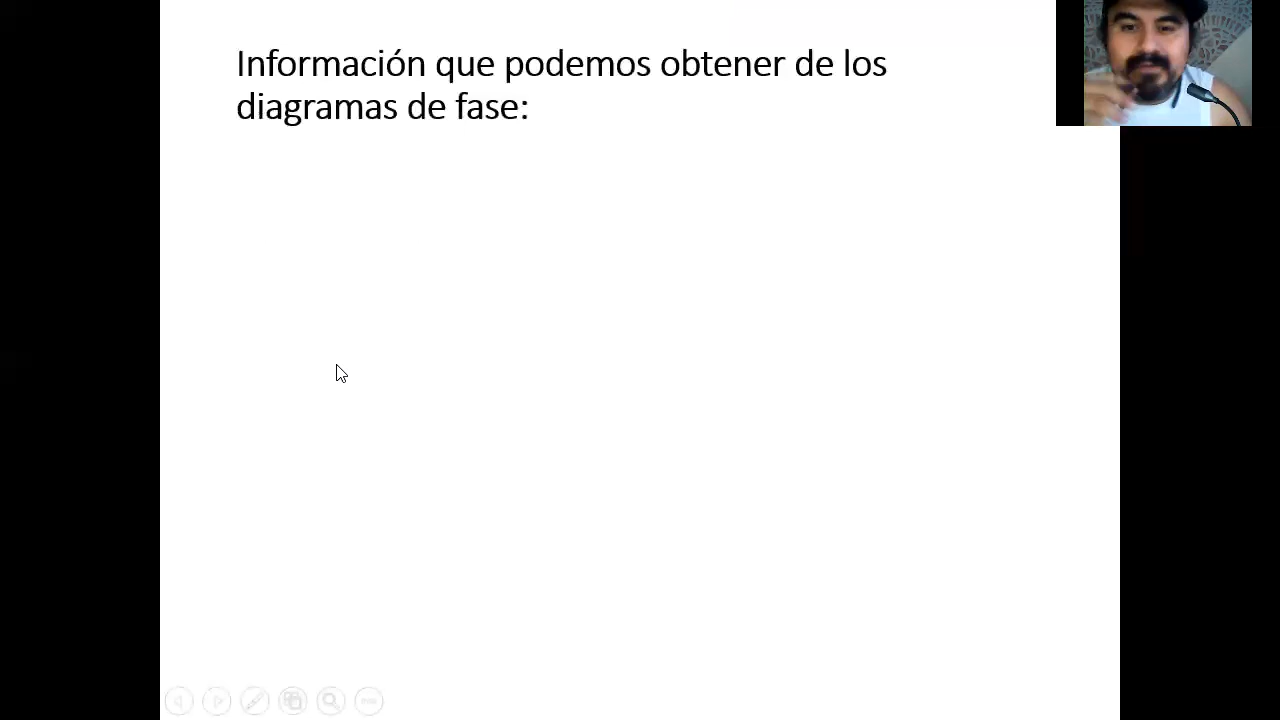 Información que podemos obtener de los
diagramas de fase: